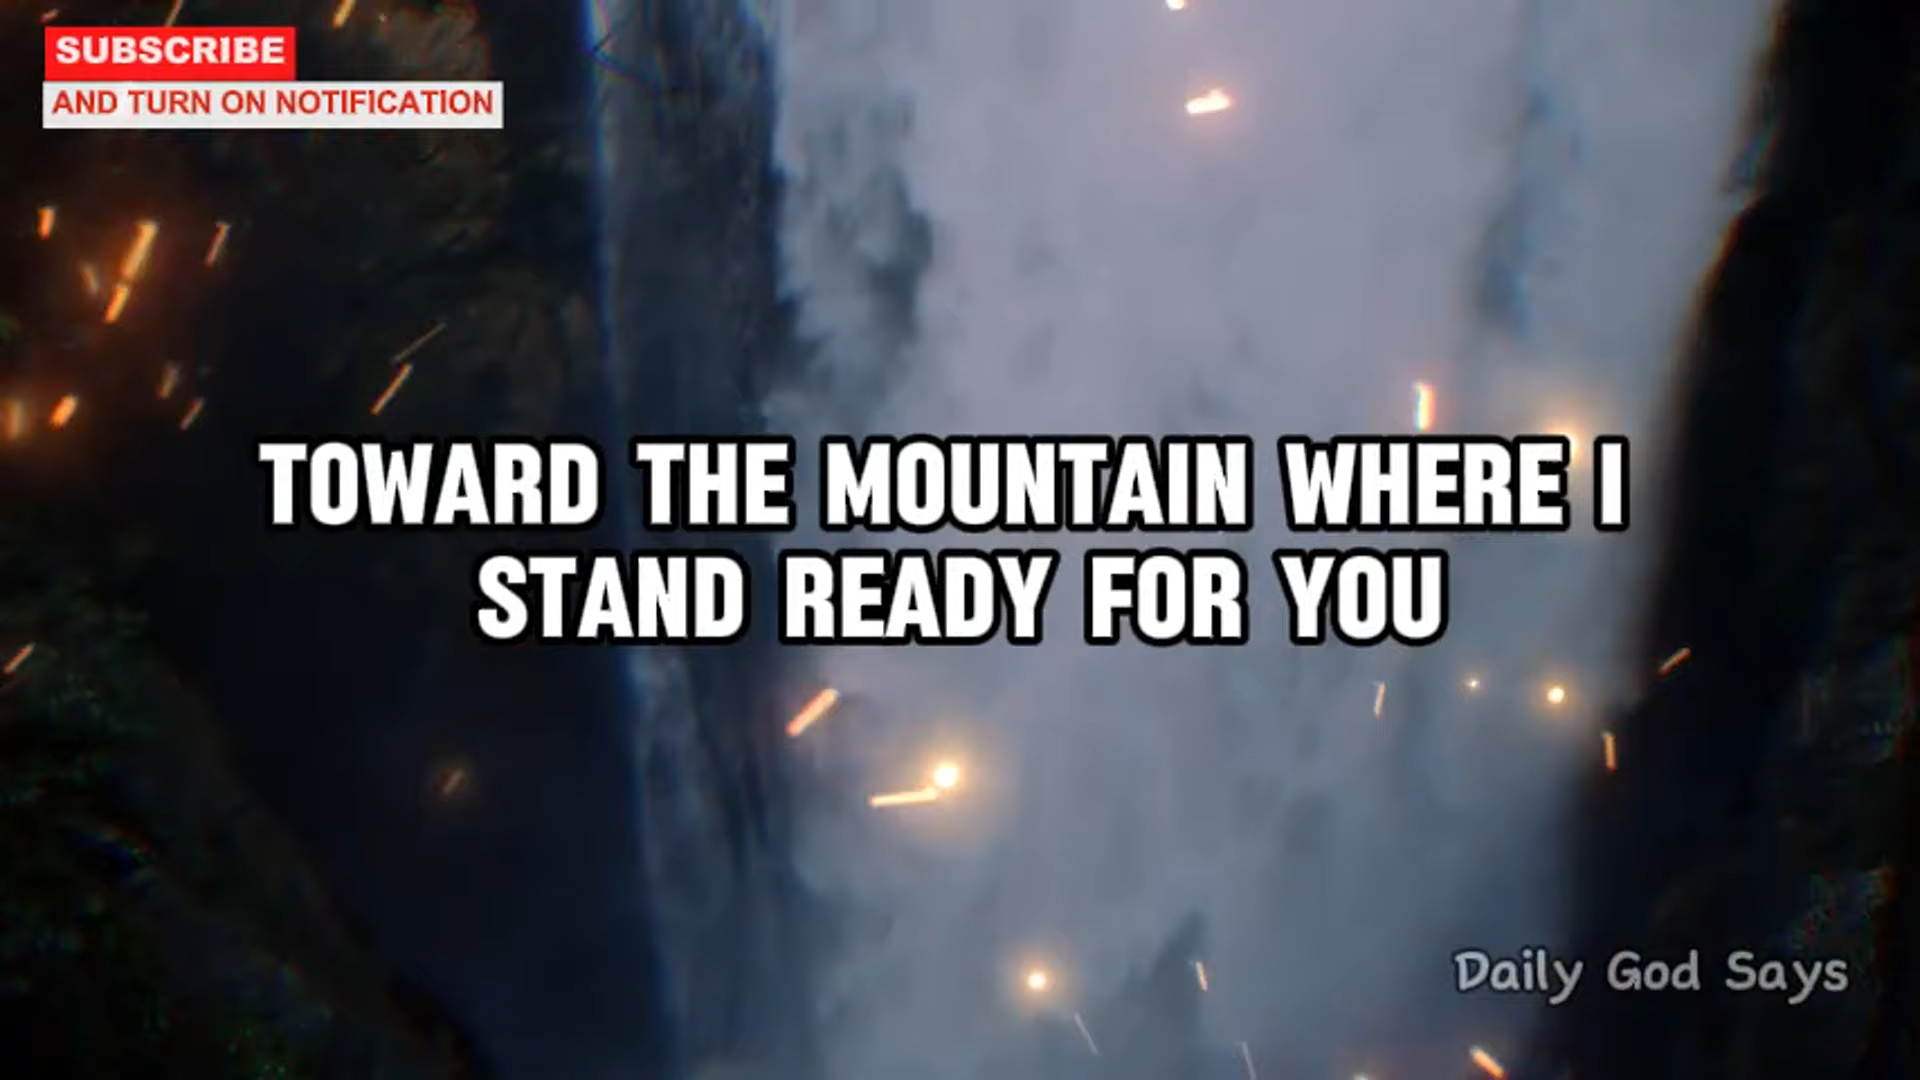 SUBSCRIBE
AND TURN ON NOTIFICATION
TOWARD THE MOUNTAIN WHERE I
STAND READY FOR YOU
Daily God Says